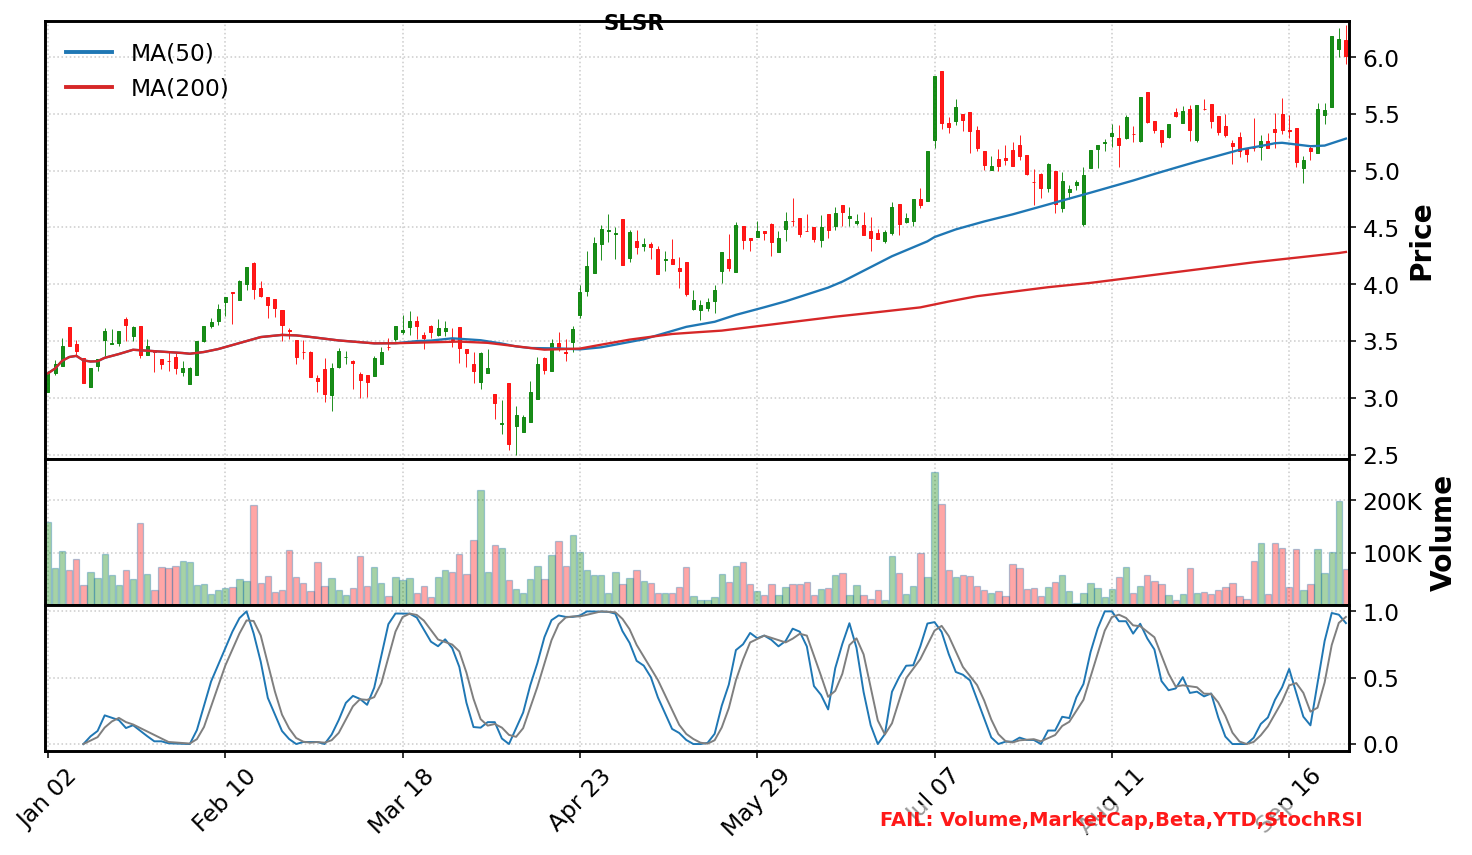 SLSR
MA(50)
MA(200)
6.0
5.5
5.0
4.5
4.0
3.5
3.0
2.5
Price
200K
100K
Volume
1.0
0.5
0.0
Jan 02
Feb 10
Mar 18
Apr 23
May 29
Jul 07
Aug 11
Sep 16
FAIL: Volume,MarketCap,Beta,YTD,StochRSI